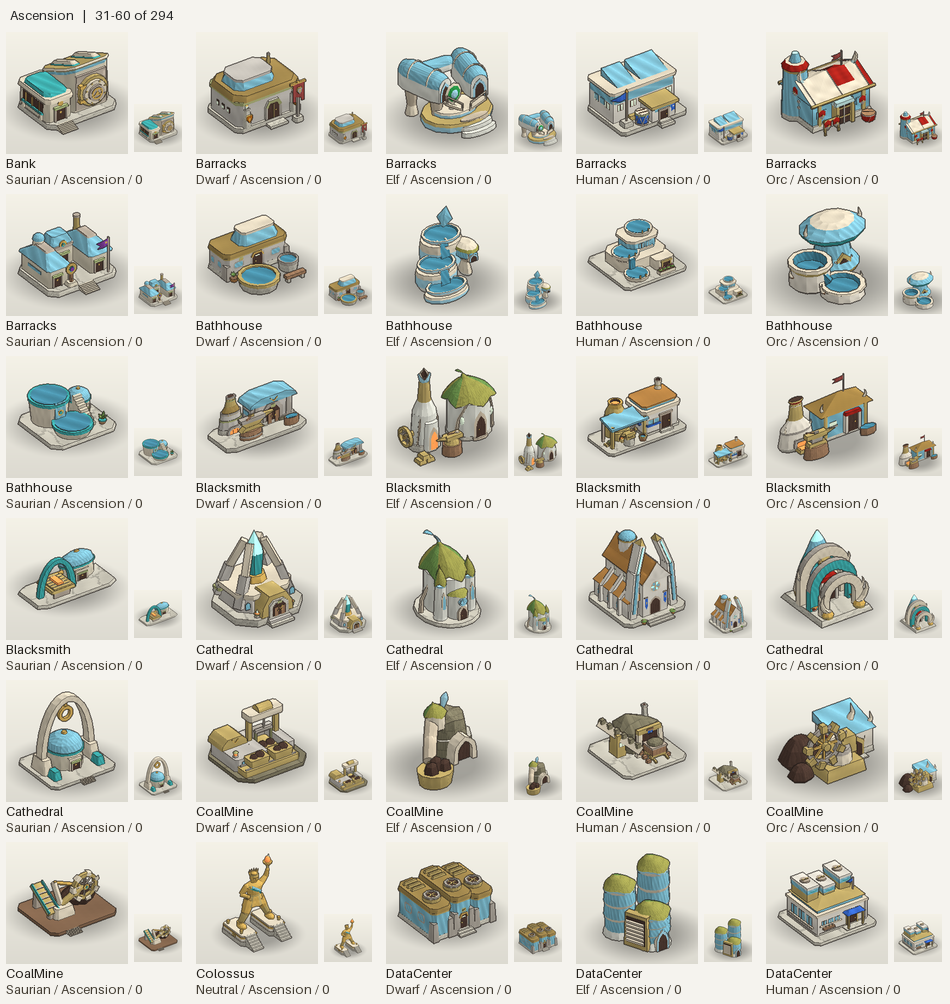 Ascension | 31-60 of 294
Bank
Saurian / Ascension / 0
Barracks
Dwarf / Ascension / 0
Barracks
Elf / Ascension / 0
Barracks
Human / Ascension / 0
Barracks
Orc / Ascension / 0
Barracks
Saurian / Ascension / 0
Bathhouse
Dwarf / Ascension / 0
Bathhouse
Elf / Ascension / 0
Bathhouse
Human / Ascension / 0
Bathhouse
Orc / Ascension / 0
Bathhouse
Saurian / Ascension / 0
Blacksmith
Dwarf / Ascension / 0
Blacksmith
Elf / Ascension / 0
Blacksmith
Human / Ascension / 0
Blacksmith
Orc / Ascension / 0
Blacksmith
Saurian / Ascension / 0
Cathedral
Dwarf / Ascension / 0
Cathedral
Elf / Ascension / 0
Cathedral
Human / Ascension / 0
Cathedral
Orc / Ascension / 0
Cathedral
Saurian / Ascension / 0
CoalMine
Dwarf / Ascension / 0
CoalMine
Elf / Ascension / 0
CoalMine
Human / Ascension / 0
CoalMine
Orc / Ascension / 0
CoalMine
Saurian / Ascension / 0
Colossus
Neutral / Ascension / 0
DataCenter
Dwarf / Ascension / 0
DataCenter
Elf / Ascension / 0
DataCenter
Human / Ascension / 0